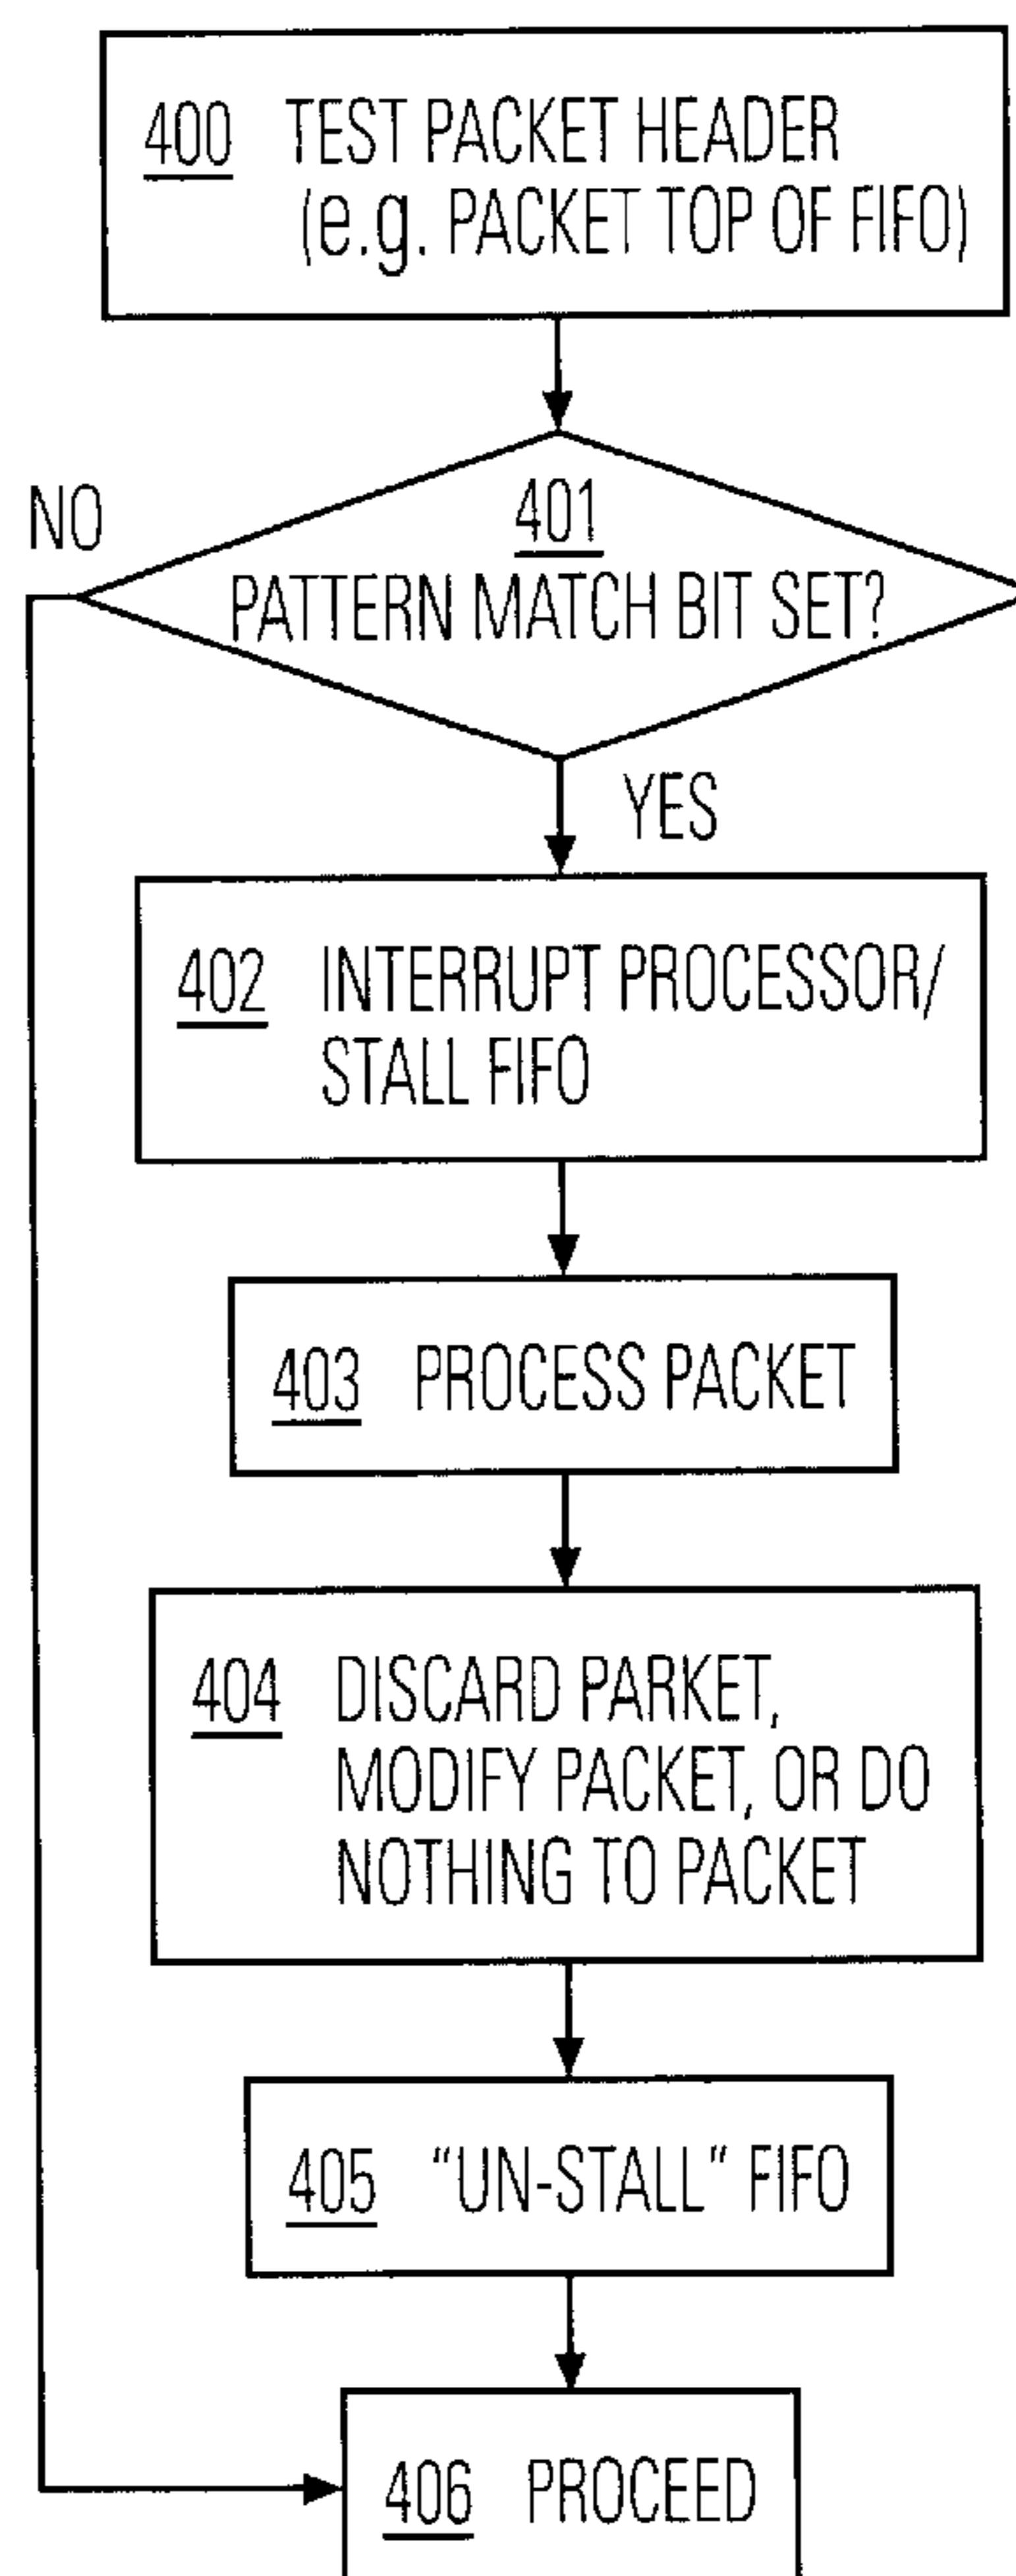 400 TEST PACKET HEADER
(e.g. PACKET TOP OF FIFO)
NO
401
PATTERN MATCH BIT SET?
YES
402 INTERRUPT PROCESSOR/
STALL FIFO
403 PROCESS PACKET
404 DISCARD PARKET,
MODIFY PACKET, OR DO
NOTHING TO PACKET
405 "UN-STALL" FIFO
406 PROCEED